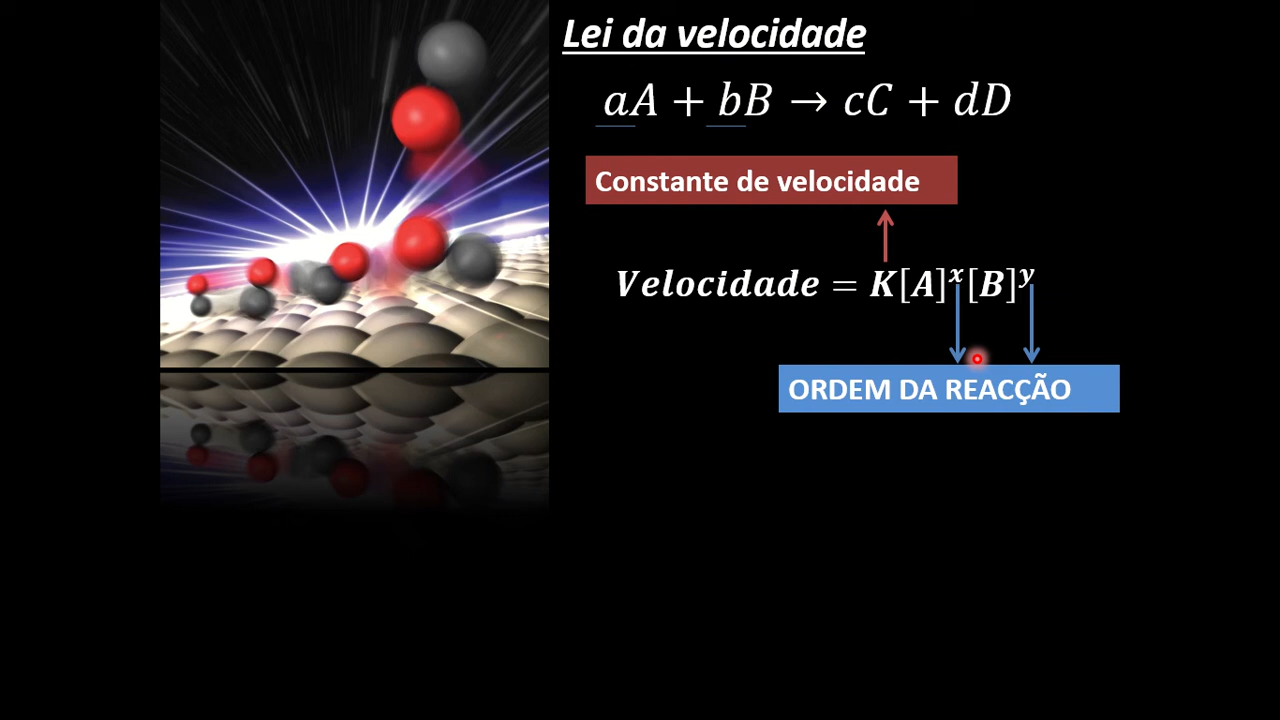 Lei da velocidade
aA + bB → cC + dD
Constante de velocidade
Velocidade = K[A]ˣ[B]ʸ
ORDEM DA REACÇÃO